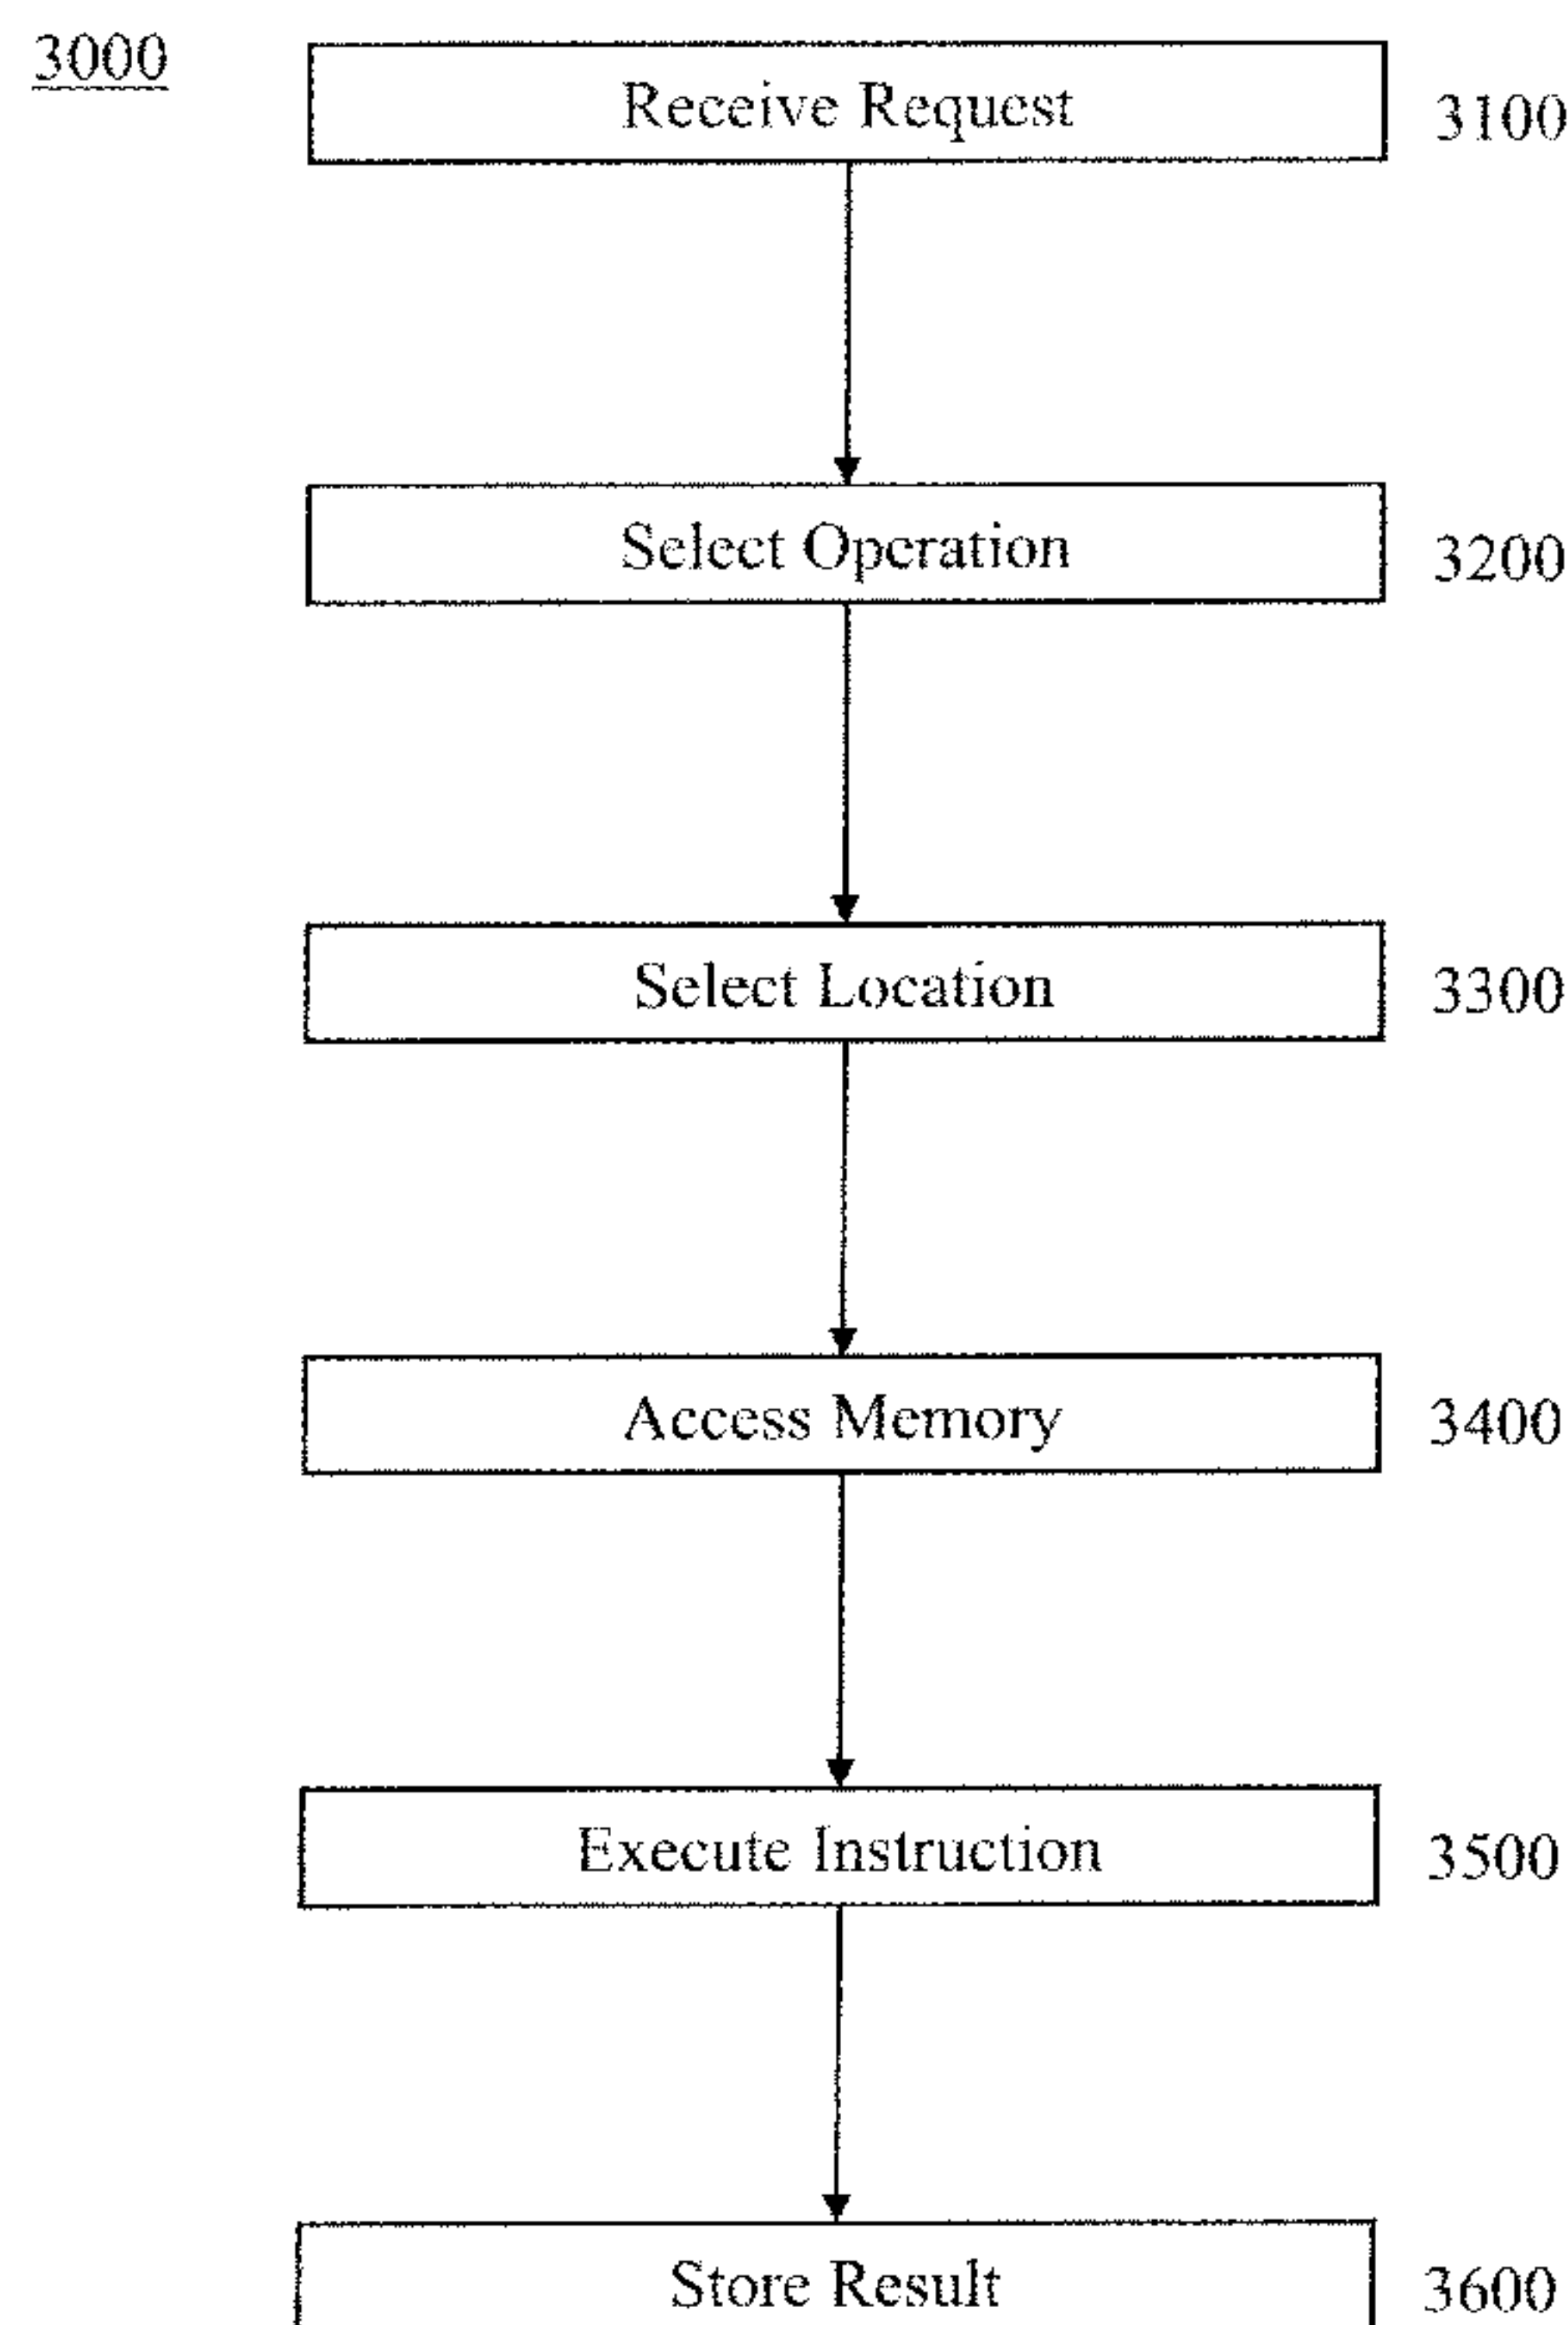 3000
Receive Request
3100
Select Operation
3200
Select Location
3300
Access Memory
3400
Execute Instruction
3500
Store Result
3600